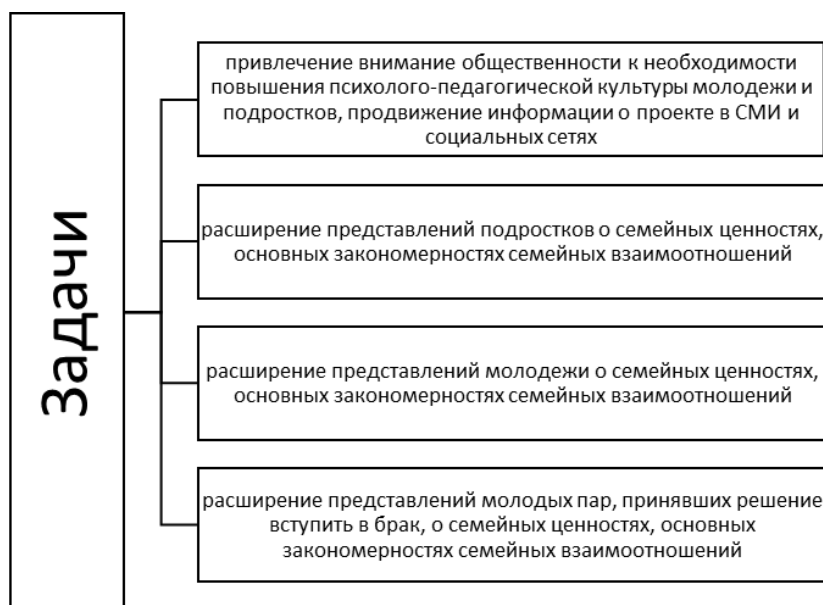 Задачи
привлечение внимание общественности к необходимости
повышения психолого-педагогической культуры молодежи и
подростков, продвижение информации о проекте в СМИ и
социальных сетях
расширение представлений подростков о семейных ценностях,
основных закономерностях семейных взаимоотношений
расширение представлений молодежи о семейных ценностях,
основных закономерностях семейных взаимоотношений
расширение представлений молодых пар, принявших решение
вступить в брак, о семейных ценностях, основных
закономерностях семейных взаимоотношений